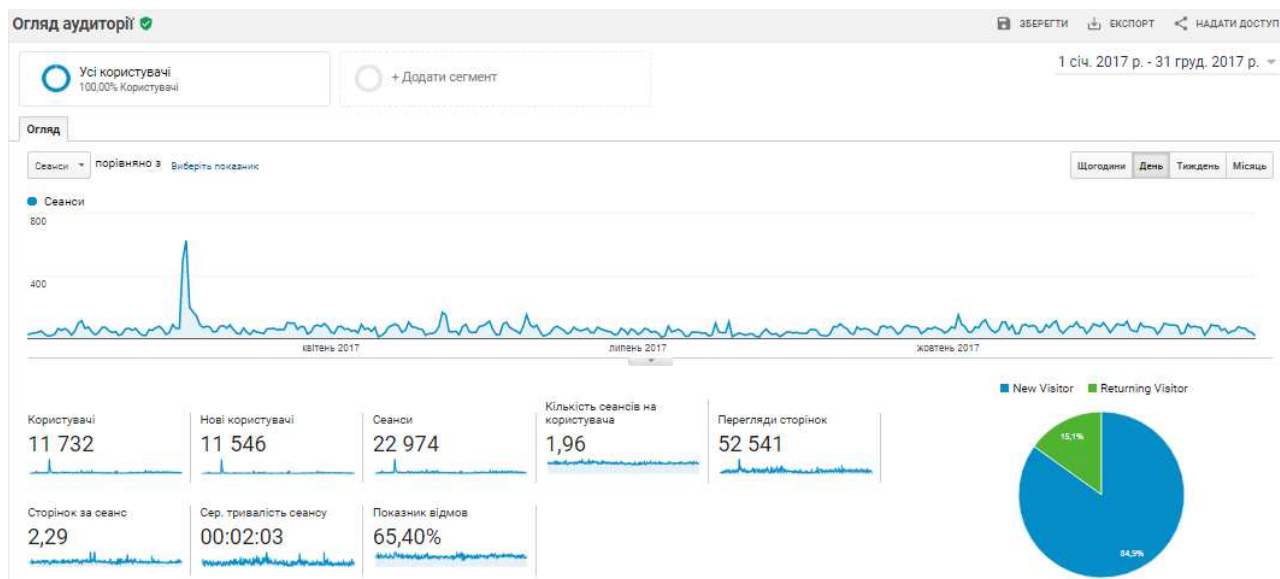 Огляд аудиторії
ЗБЕРЕГТИ ЕКСПОРТ НАДАТИ ДОСТУП
Усі користувачі
100,00% Користувачі
+ Додати сегмент
1 січ. 2017 р. - 31 груд. 2017 р.
Огляд
Сеанси порівняно з Виберіть показник
Щогодини День Тиждень Місяць
Сеанси
800
400
квітень 2017 липень 2017 жовтень 2017
New Visitor Returning Visitor
Користувачі
11 732
Нові користувачі
11 546
Сеанси
22 974
Кількість сеансів на
користувача
1,96
Перегляди сторінок
52 541
Сторінок за сеанс
2,29
Сер. тривалість сеансу
00:02:03
Показник відмов
65,40%
15,1%
84,9%